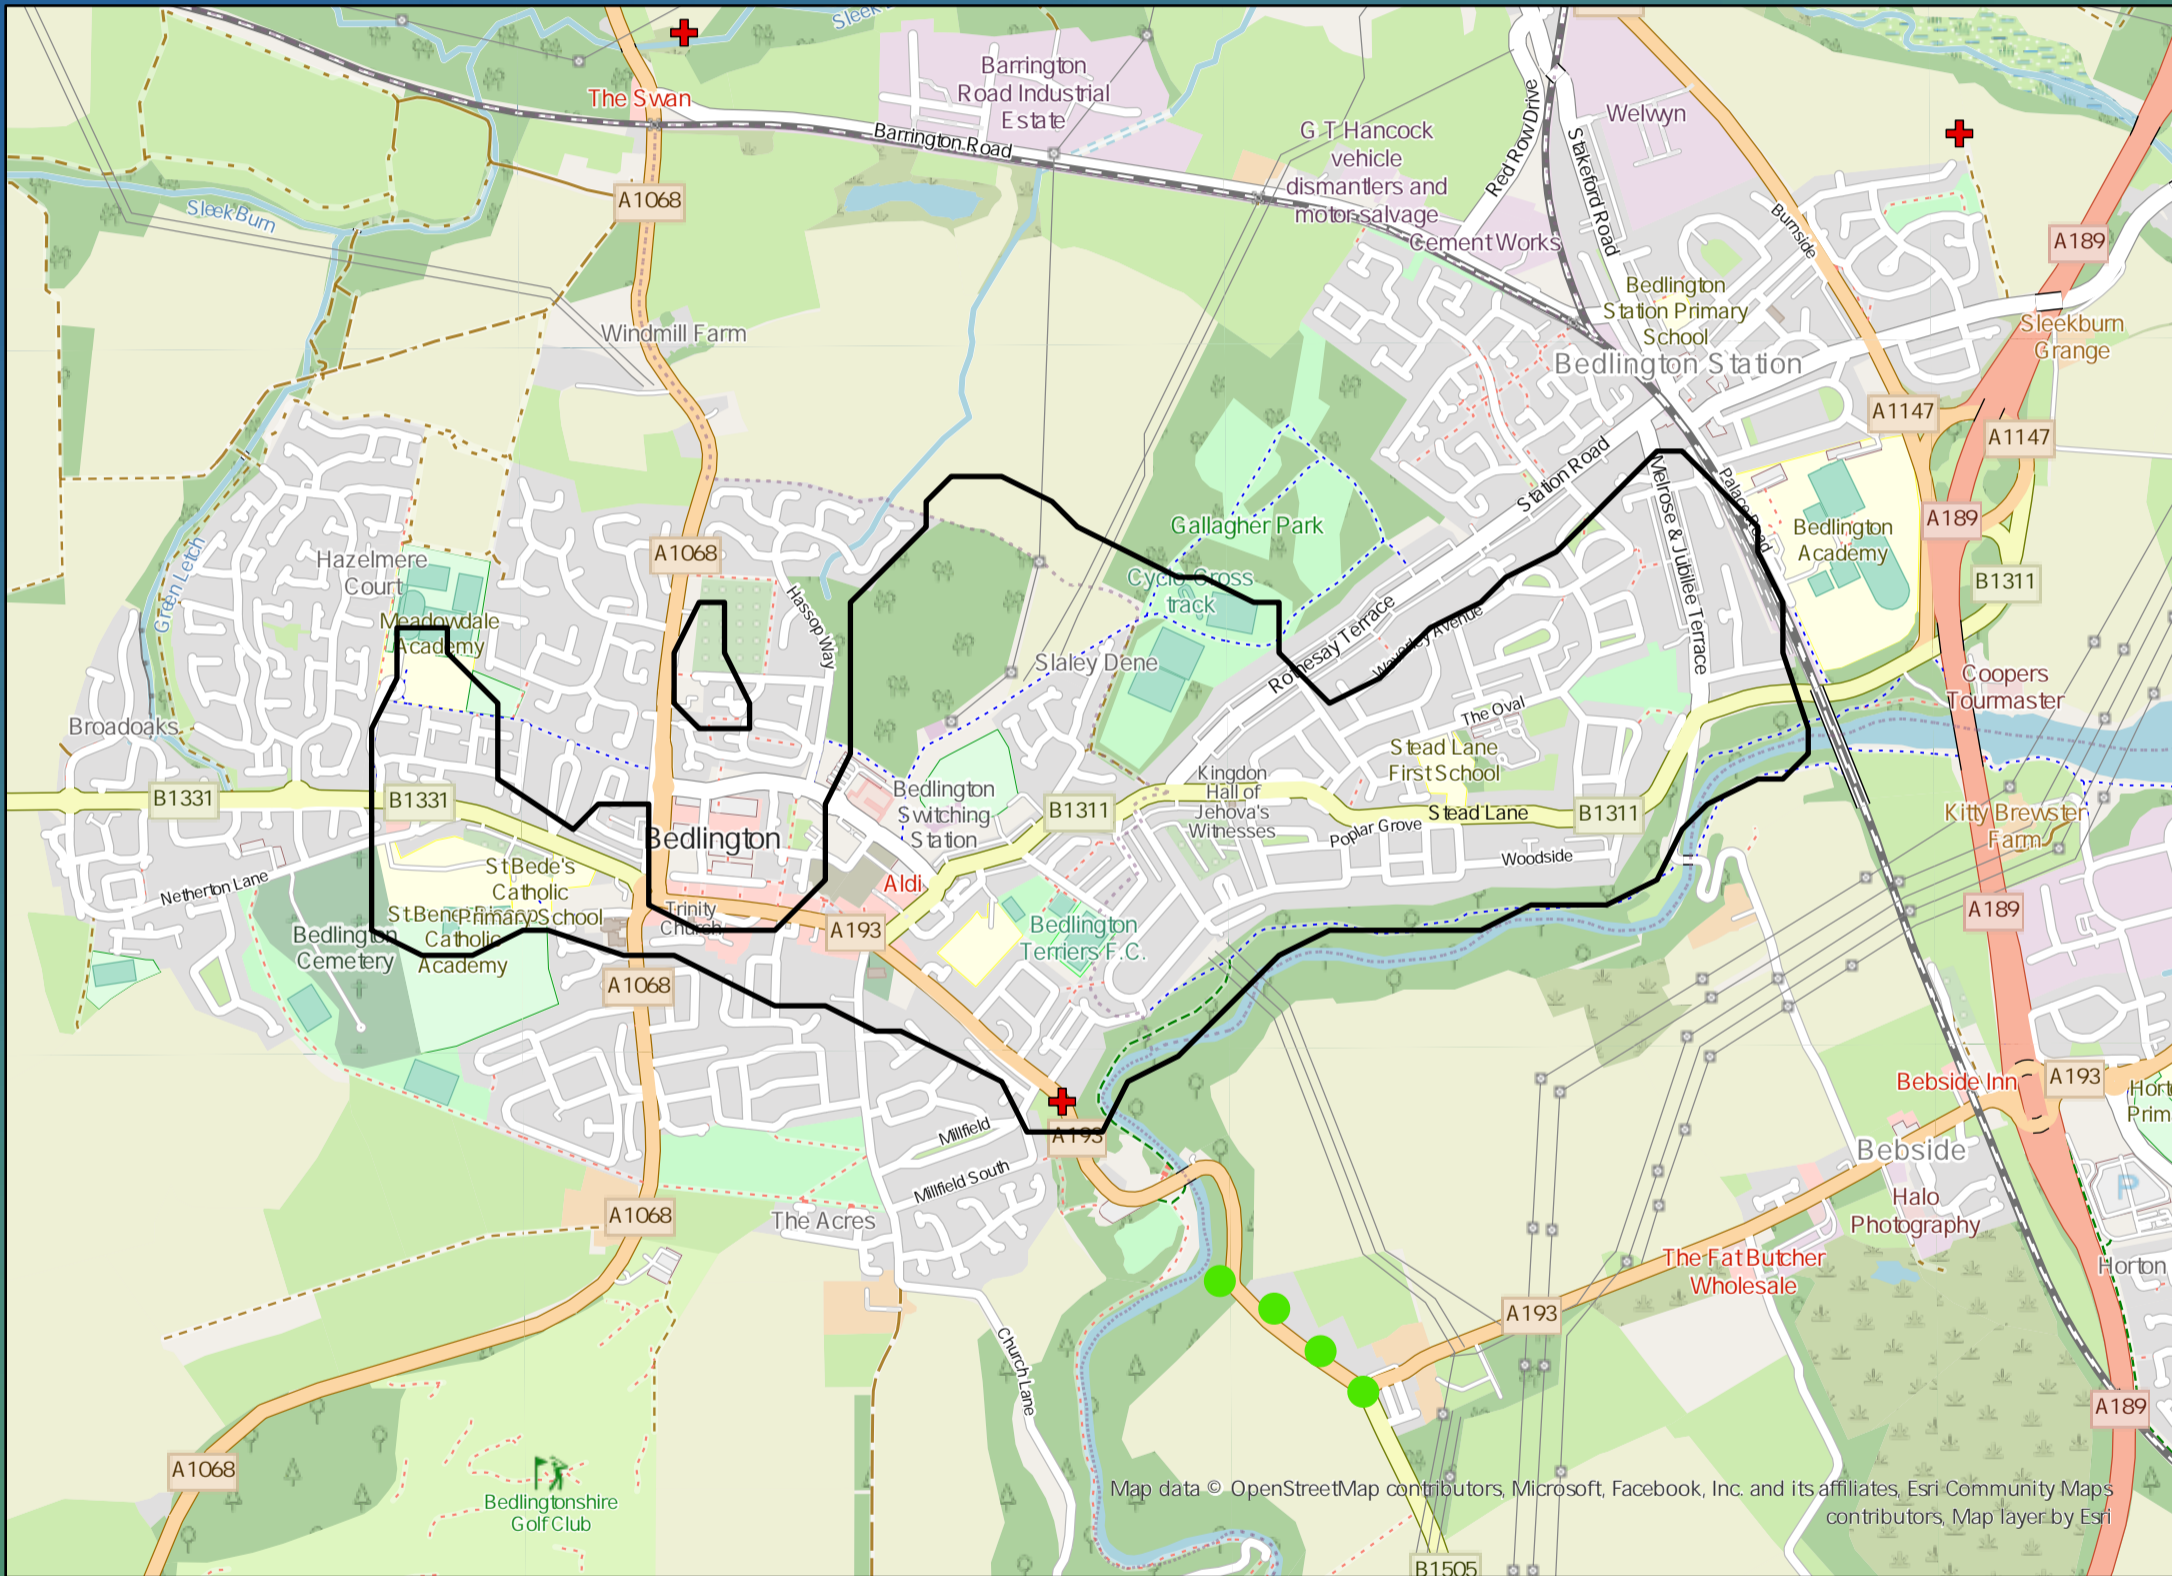 Sleek
The Swan
Barrington
Road Industrial
Estate
Barrington Road
G T Hancock
vehicle
dismantlers and
motor salvage
Cement Works
Red Row Drive
Stakeford Road
Welwyn
Burnside
A1068
Sleek Burn
A189
Bedlington
Station Primary
School
Sleekburn
Grange
Windmill Farm
Bedlington Station
A1147
A1147
Station Road
Melrose & Jubilee Terrace
Palace Road
A189
Bedlington
Academy
Gallagher Park
Cyclo Cross
track
A1068
Hazelmere
Court
Green Letch
Hassop Way
B1311
Meadowdale
Academy
Slaley Dene
Rothesay Terrace
Waverley Avenue
Coopers
Tourmaster
The Oval
Broadoaks
Stead Lane
First School
Kingdon
Hall of
Jehova's
Witnesses
B1331
B1331
Bedlington
Switching
Station
B1311
Stead Lane
B1311
Kitty Brewster
Farm
Bedlington
Poplar Grove
Woodside
Netherton Lane
St Bede's
Catholic
Primary School
St Bene
Catholic
Academy
Aldi
Trinity
Church
A193
Bedlington
Terriers F.C.
A189
Bedlington
Cemetery
A1068
Bebside Inn
A193
Hort
Prim
Millfield
A193
Bebside
Millfield South
Halo
Photography
A1068
The Acres
P
The Fat Butcher
Wholesale
Horton
A193
Church Lane
A189
A1068
Bedlingtonshire
Golf Club
Map data © OpenStreetMap contributors, Microsoft, Facebook, Inc. and its affiliates, Esri Community Maps
contributors, Map layer by Esri
B1505